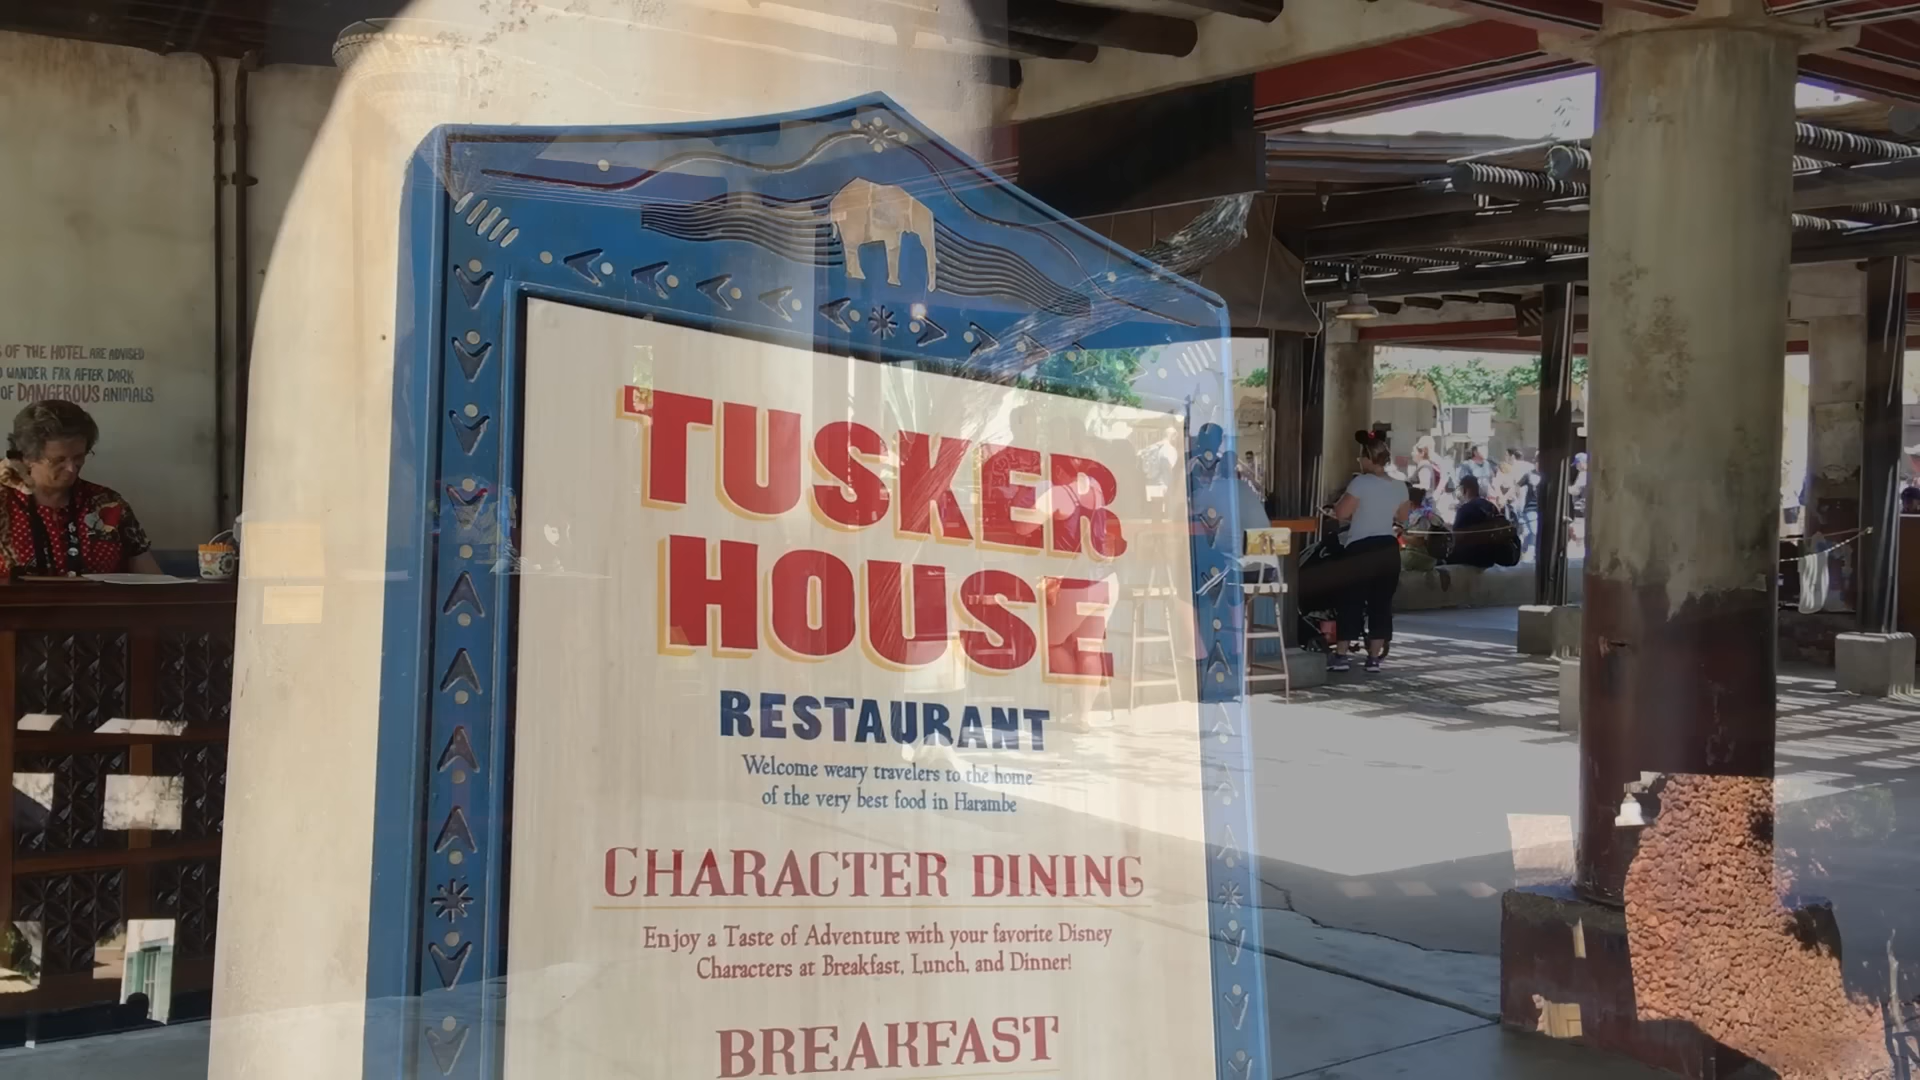 OF THE HOTEL ARE ADVISED
WANDER FAR AFTER DARK
OF DANGEROUS ANIMALS
TUSKER
HOUSE
RESTAURANT
Welcome weary travelers to the home
of the very best food in Harambe
CHARACTER DINING
Enjoy a Taste of Adventure with your favorite Disney
Characters at Breakfast, Lunch, and Dinner!
BREAKFAST